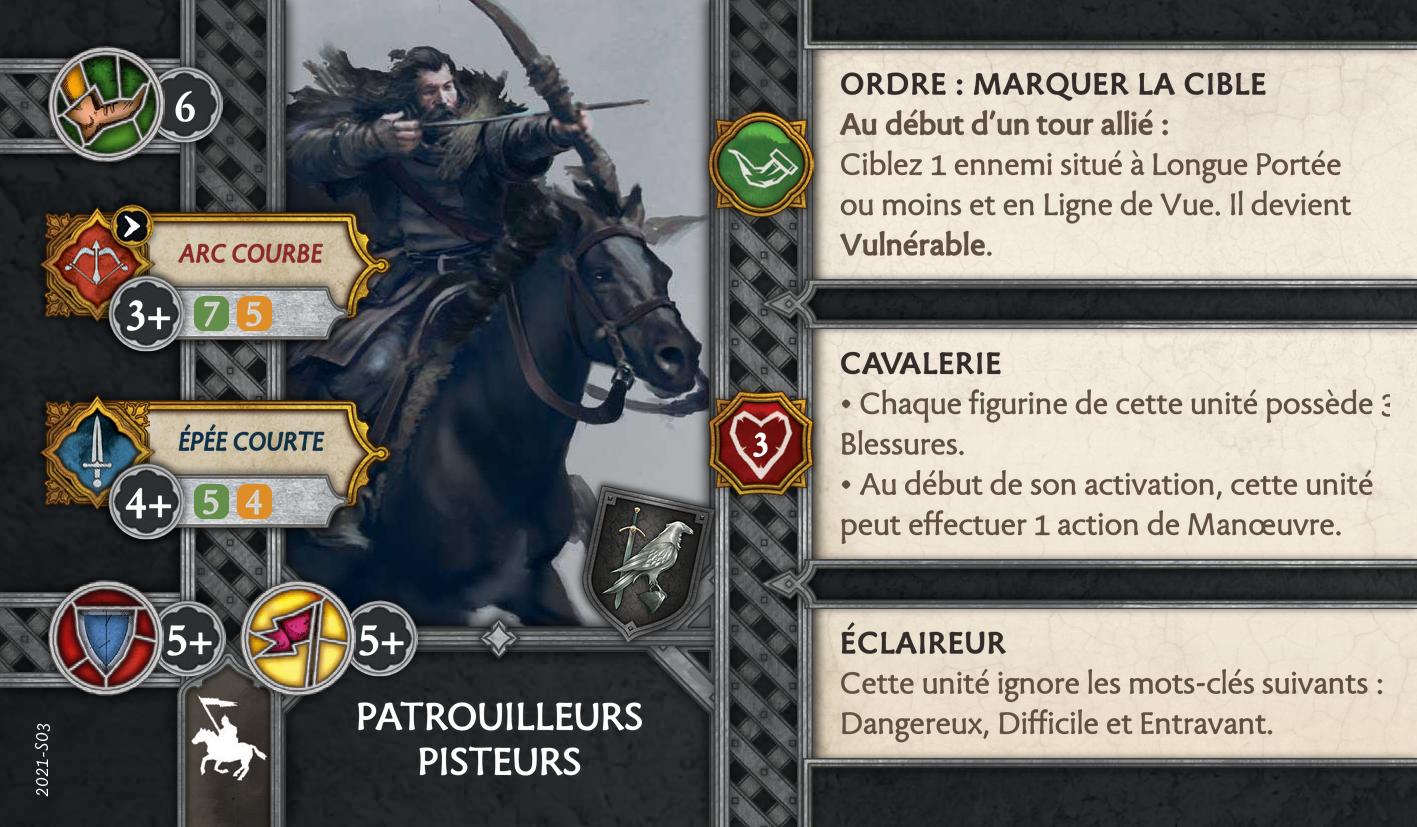 6
ARC COURBE
3+
7 5
ÉPÉE COURTE
4+
5 4
5+
5+
PATROUILLEURS
PISTEURS
2021-S03
ORDRE : MARQUER LA CIBLE
Au début d’un tour allié :
Ciblez 1 ennemi situé à Longue Portée
ou moins et en Ligne de Vue. Il devient
Vulnérable.
3
CAVALERIE
• Chaque figurine de cette unité possède 3
Blessures.
• Au début de son activation, cette unité
peut effectuer 1 action de Manœuvre.
ÉCLAIREUR
Cette unité ignore les mots-clés suivants :
Dangereux, Difficile et Entravant.